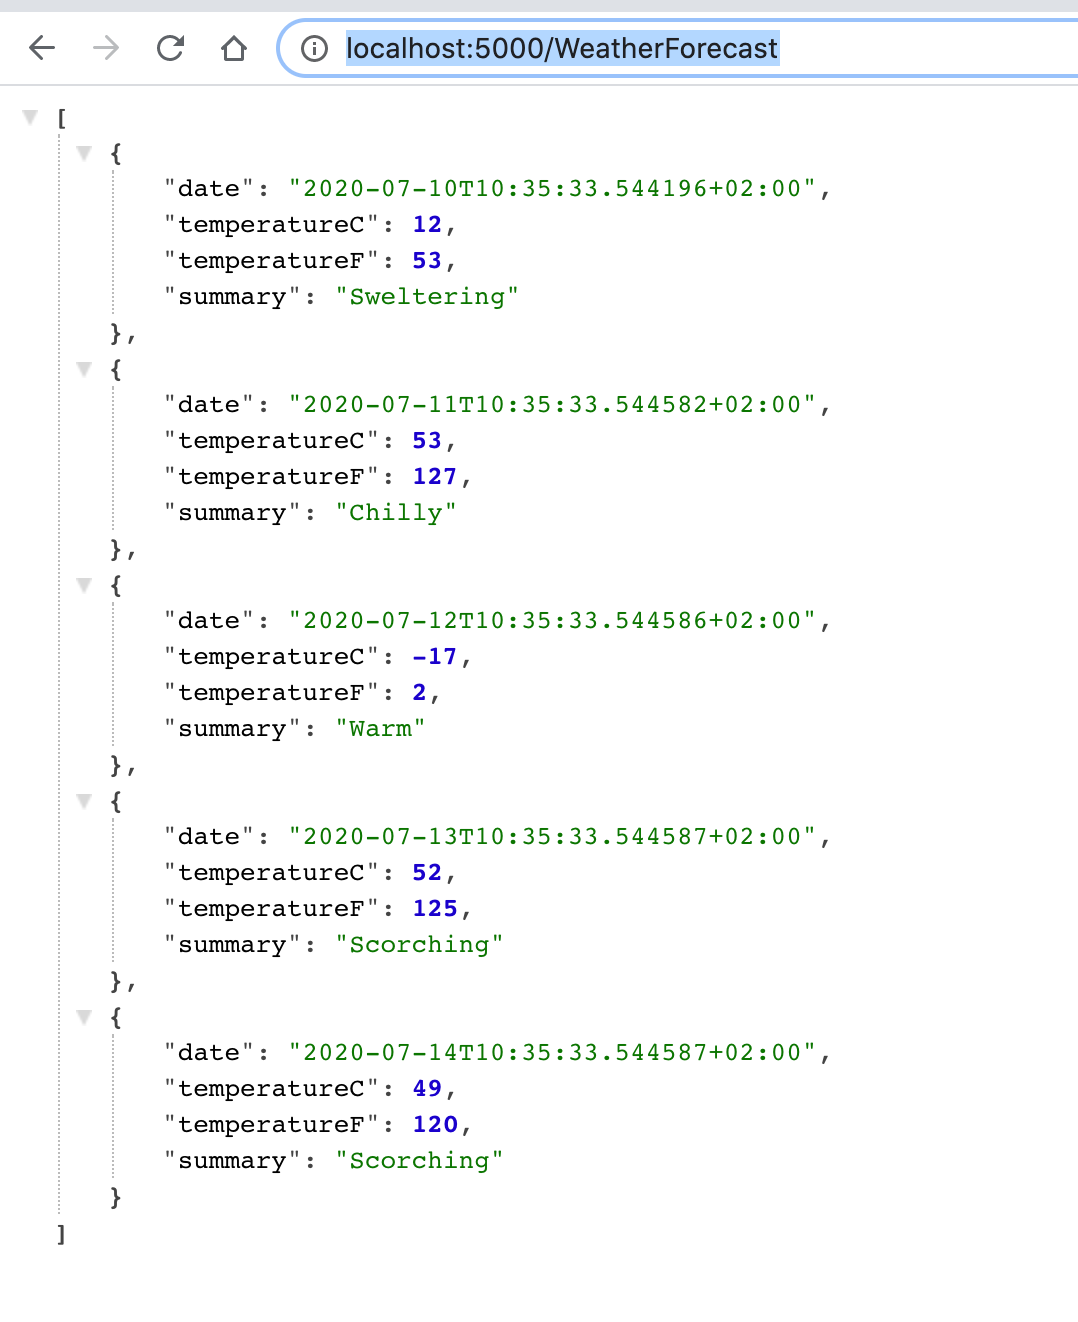 localhost:5000/WeatherForecast
[
{
"date": "2020-07-10T10:35:33.544196+02:00",
"temperatureC": 12,
"temperatureF": 53,
"summary": "Sweltering"
},
{
"date": "2020-07-11T10:35:33.544582+02:00",
"temperatureC": 53,
"temperatureF": 127,
"summary": "Chilly"
},
{
"date": "2020-07-12T10:35:33.544586+02:00",
"temperatureC": -17,
"temperatureF": 2,
"summary": "Warm"
},
{
"date": "2020-07-13T10:35:33.544587+02:00",
"temperatureC": 52,
"temperatureF": 125,
"summary": "Scorching"
},
{
"date": "2020-07-14T10:35:33.544587+02:00",
"temperatureC": 49,
"temperatureF": 120,
"summary": "Scorching"
}
]